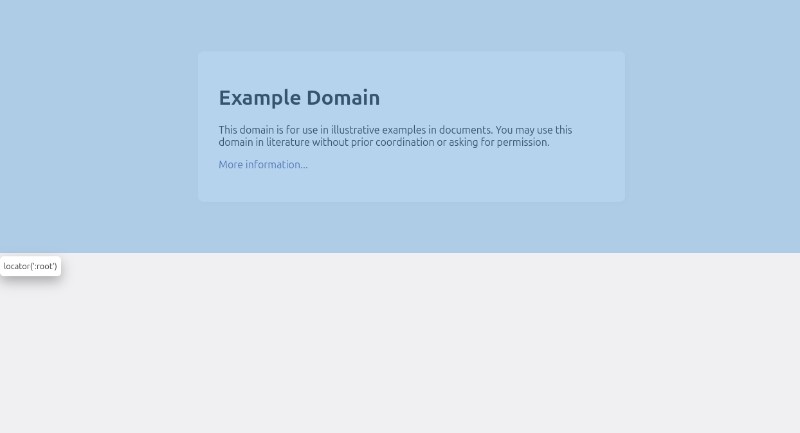 Example Domain
This domain is for use in illustrative examples in documents. You may use this
domain in literature without prior coordination or asking for permission.
More information...
locator(':root')